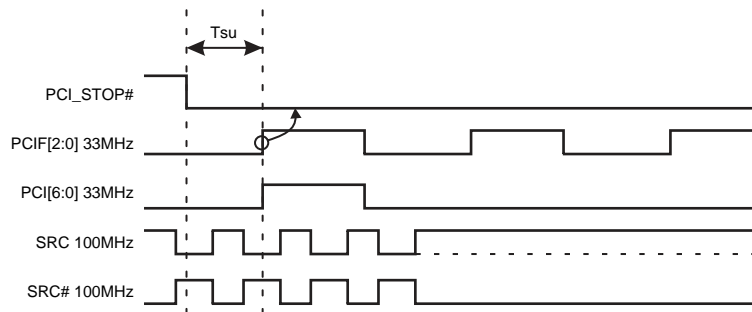 Tsu
PCI_STOP#
PCIF[2:0] 33MHz
PCI[6:0] 33MHz
SRC 100MHz
SRC# 100MHz